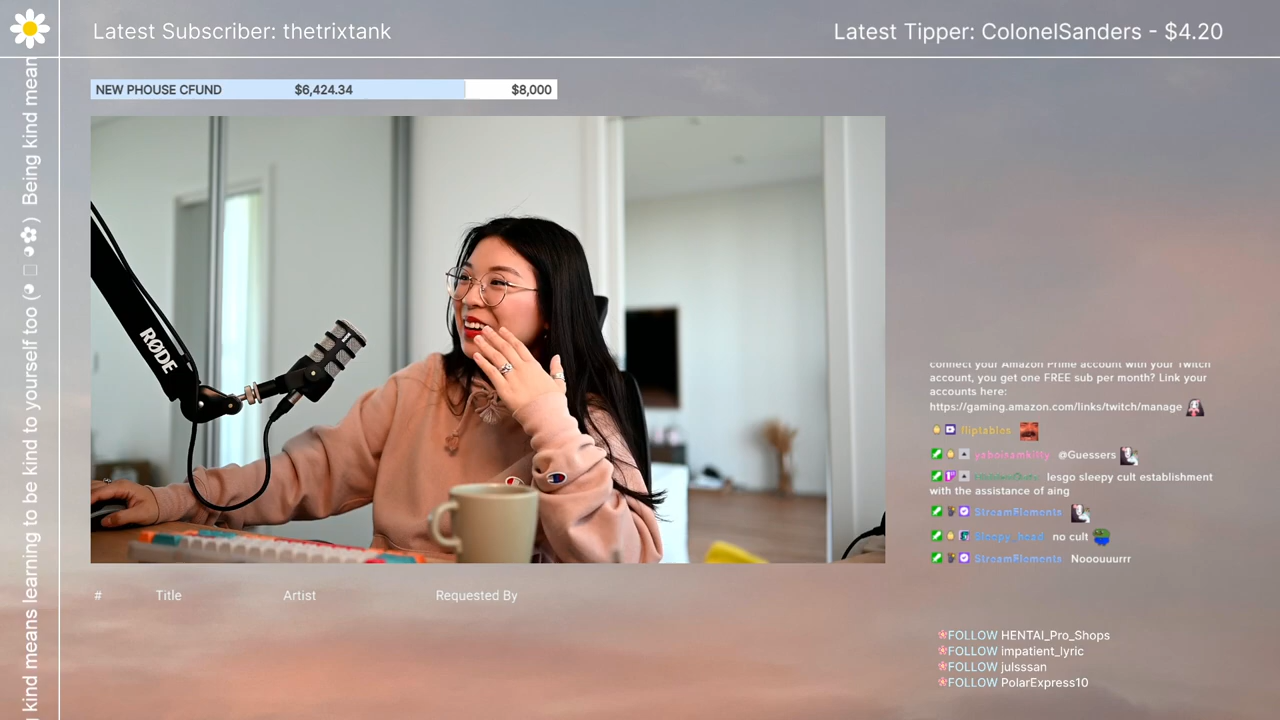 Latest Subscriber: thetrixtank
Latest Tipper: ColonelSanders - $4.20
NEW PHOUSE CFUND $6,424.34 $8,000
g kind means learning to be kind to yourself too Being kind mean
RØDE
connect your Amazon Prime account with your Twitch
account, you get one FREE sub per month? Link your
accounts here:
https://gaming.amazon.com/links/twitch/manage
fliptables
yaboisamkitty @Guessers
lesgo sleepy cult establishment
with the assistance of aing
StreamElements
Sleepy_head no cult
StreamElements Nooouuurrr
# Title Artist Requested By
FOLLOW HENTAI_Pro_Shops
FOLLOW impatient_lyric
FOLLOW julsssan
FOLLOW PolarExpress10